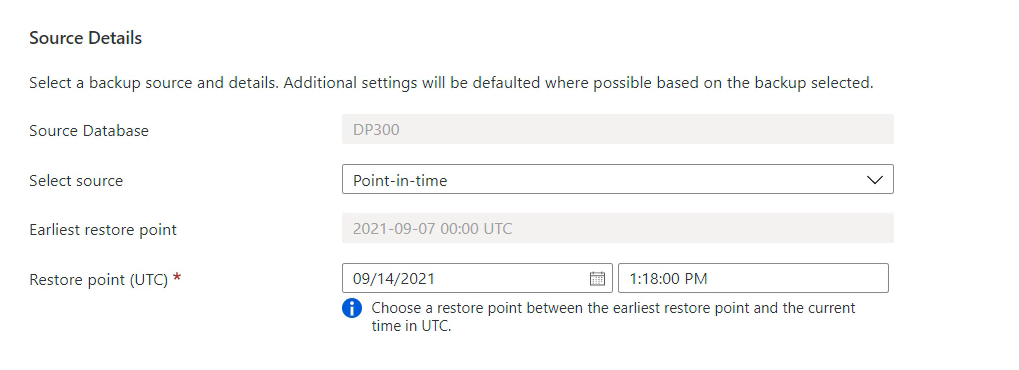 Source Details
Select a backup source and details. Additional settings will be defaulted where possible based on the backup selected.
Source Database DP300
Select source Point-in-time
Earliest restore point 2021-09-07 00:00 UTC
Restore point (UTC) * 09/14/2021 1:18:00 PM
Choose a restore point between the earliest restore point and the current
time in UTC.